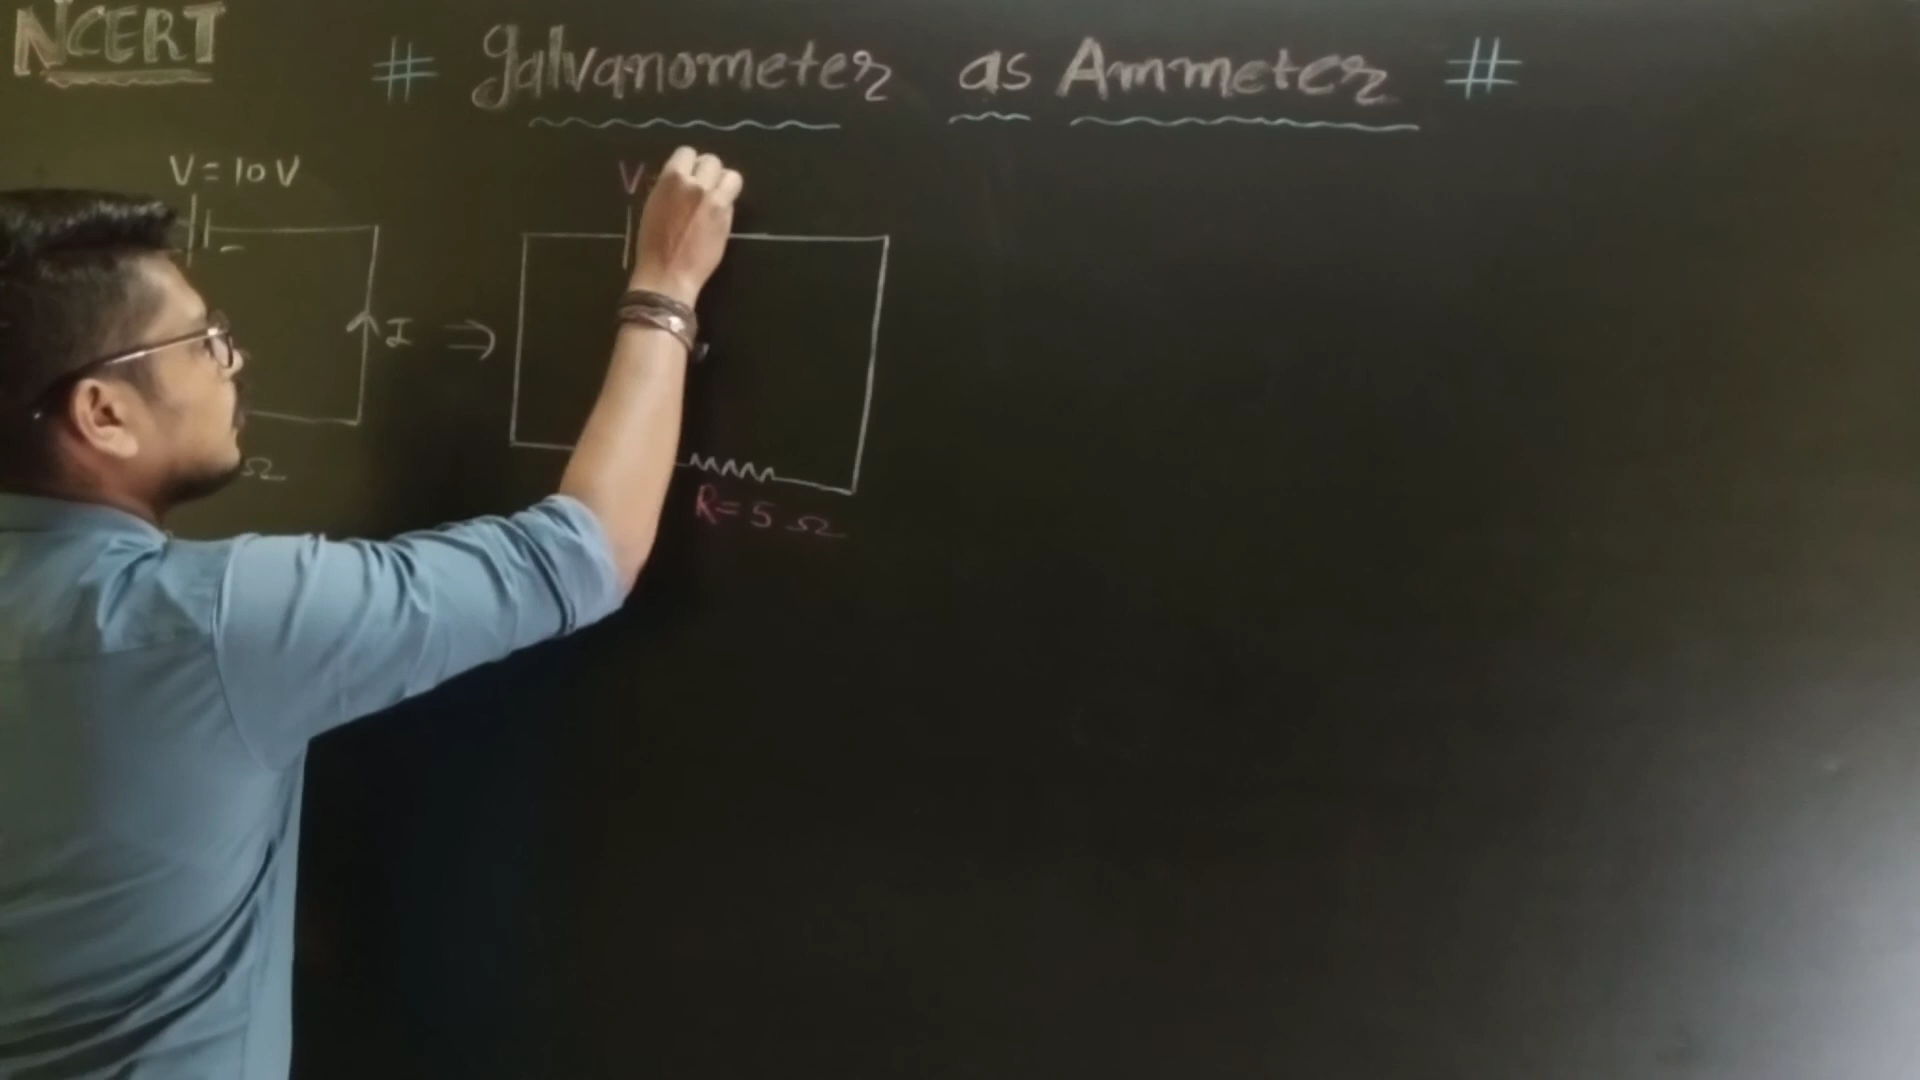 NCERT
# Galvanometer as Ammeter #
V = 10 V
V
I ⇒
Ω
R = 5 Ω